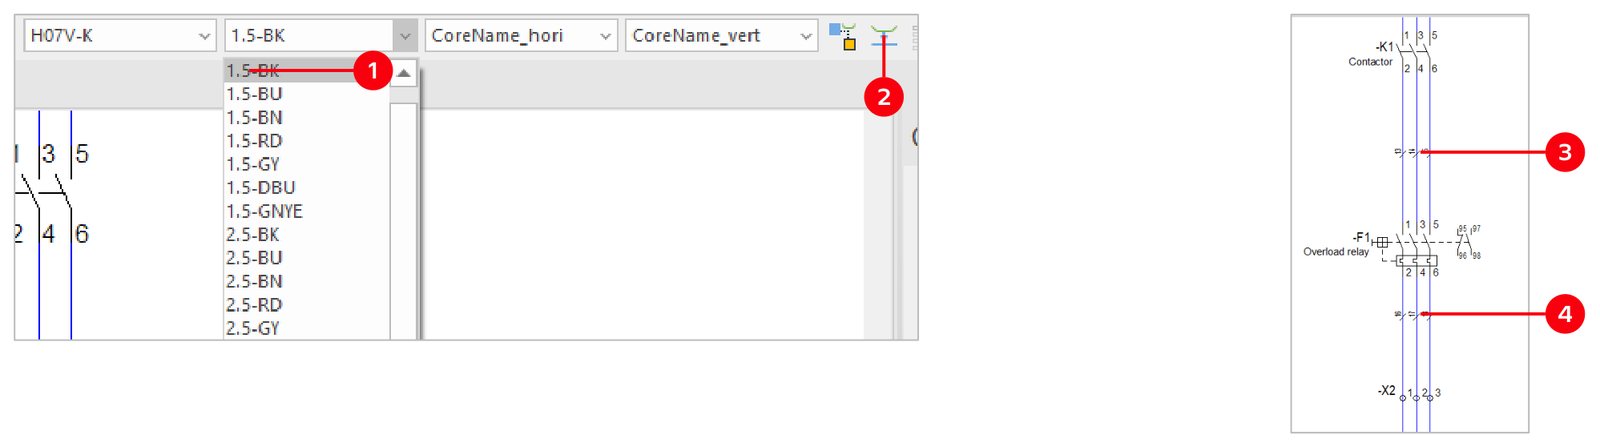 H07V-K
1.5-BK
CoreName_hori
CoreName_vert
1.5-BK
1
1.5-BU
2
1.5-BN
1.5-RD
1.5-GY
1.5-DBU
1.5-GNYE
2.5-BK
2.5-BU
2.5-BN
2.5-RD
2.5-GY
1 3 5
2 4 6
1 3 5
-K1
Contactor
2 4 6
13 14
3
1 3 5
-F1
95 97
Overload relay
96 98
2 4 6
16 17
4
-X2 1 2 3